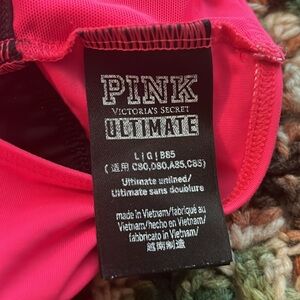 PINK
VICTORIA'S SECRET
ULTIMATE
L|G|B85
(适用 C80,D80,A85,C85)
Ultimate unlined/
Ultimate sans doublure
made in Vietnam/fabriqué au
Vietnam/hecho en Vietnam/
fabbricato in Vietnam/
越南制造